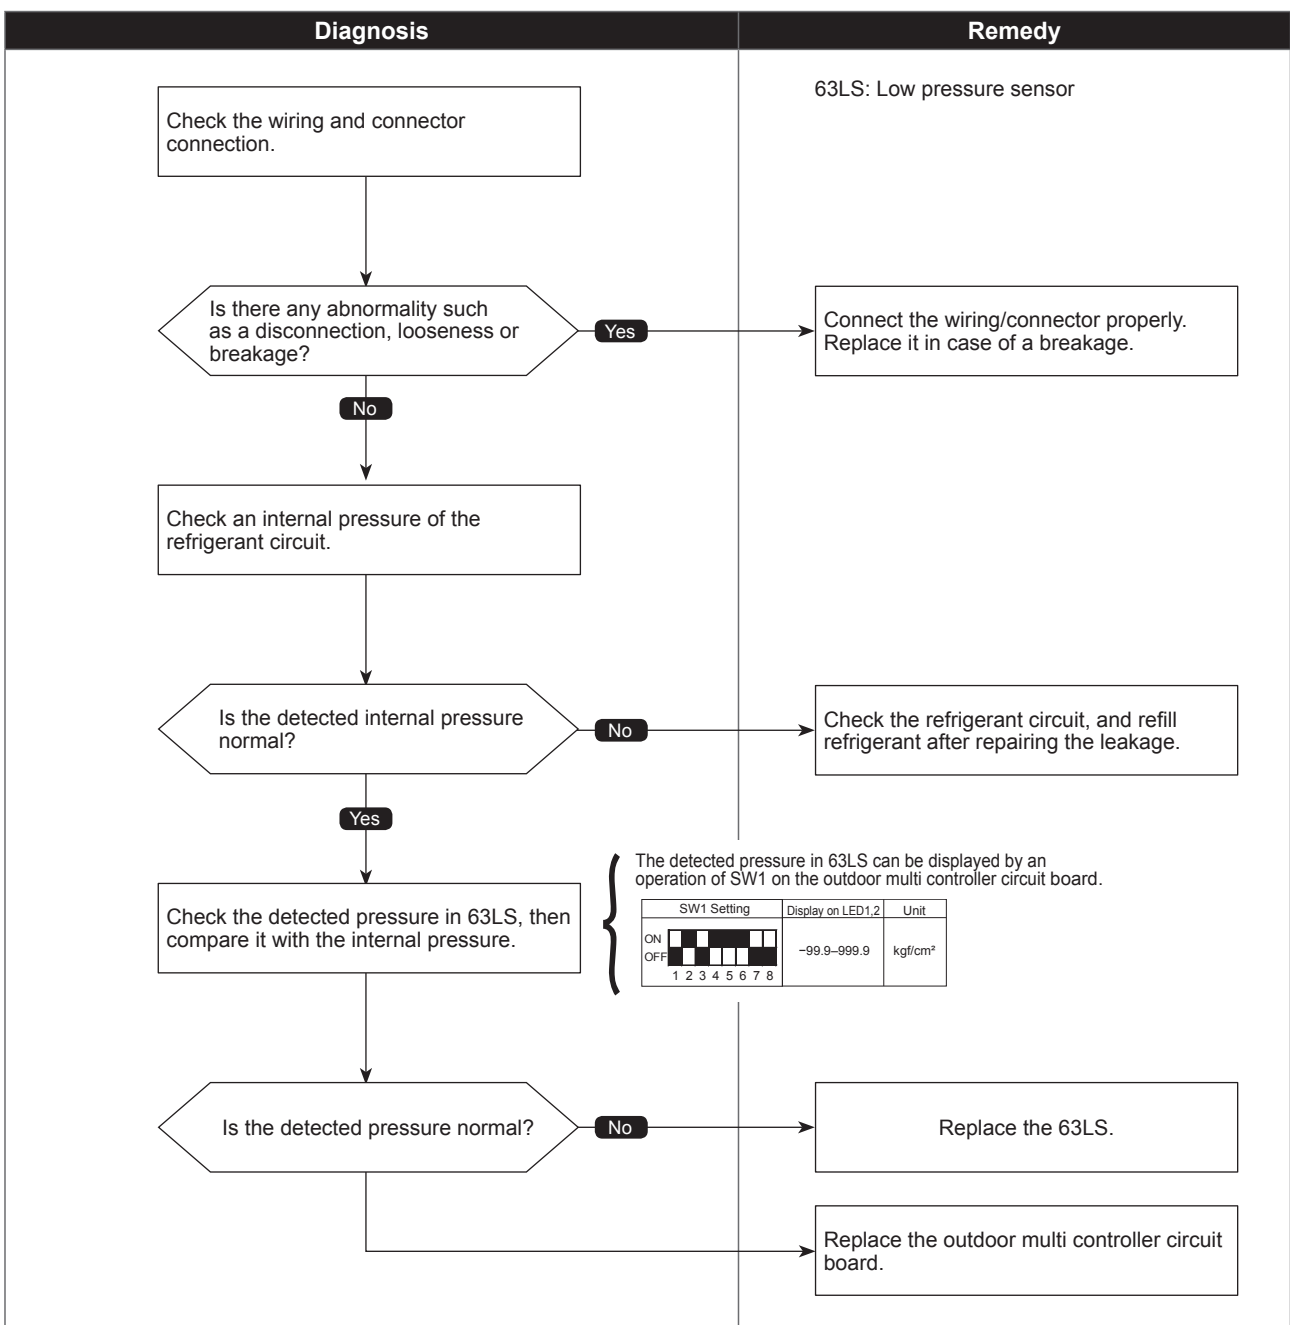 Diagnosis
Remedy
63LS: Low pressure sensor
Check the wiring and connector
connection.
Is there any abnormality such
as a disconnection, looseness or
breakage?
Yes
Connect the wiring/connector properly.
Replace it in case of a breakage.
No
Check an internal pressure of the
refrigerant circuit.
Is the detected internal pressure
normal?
No
Check the refrigerant circuit, and refill
refrigerant after repairing the leakage.
Yes
Check the detected pressure in 63LS, then
compare it with the internal pressure.
The detected pressure in 63LS can be displayed by an
operation of SW1 on the outdoor multi controller circuit board.
SW1 Setting
Display on LED1,2
Unit
ON
OFF
1 2 3 4 5 6 7 8
−99.9–999.9
kgf/cm²
Is the detected pressure normal?
No
Replace the 63LS.
Replace the outdoor multi controller circuit
board.